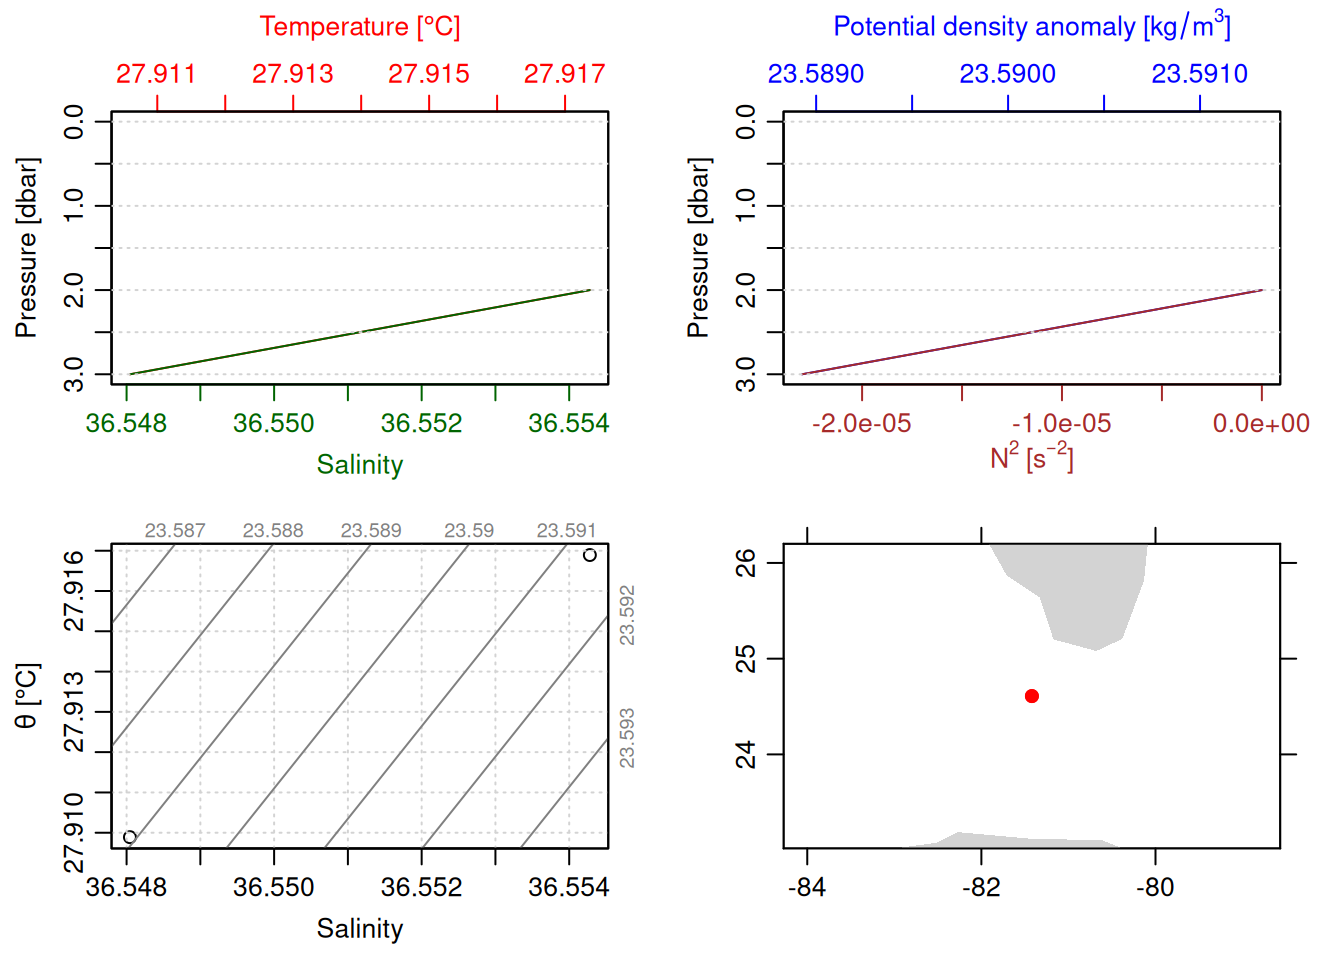 Temperature [°C]
27.911 27.913 27.915 27.917
Pressure [dbar]
0.0 1.0 2.0 3.0
36.548 36.550 36.552 36.554
Salinity
Potential density anomaly [kg/m³]
23.5890 23.5900 23.5910
Pressure [dbar]
0.0 1.0 2.0 3.0
-2.0e-05 -1.0e-05 0.0e+00
N² [s⁻²]
23.587 23.588 23.589 23.59 23.591
23.592
23.593
θ [°C]
27.916 27.913 27.910
36.548 36.550 36.552 36.554
Salinity
26
25
24
-84 -82 -80